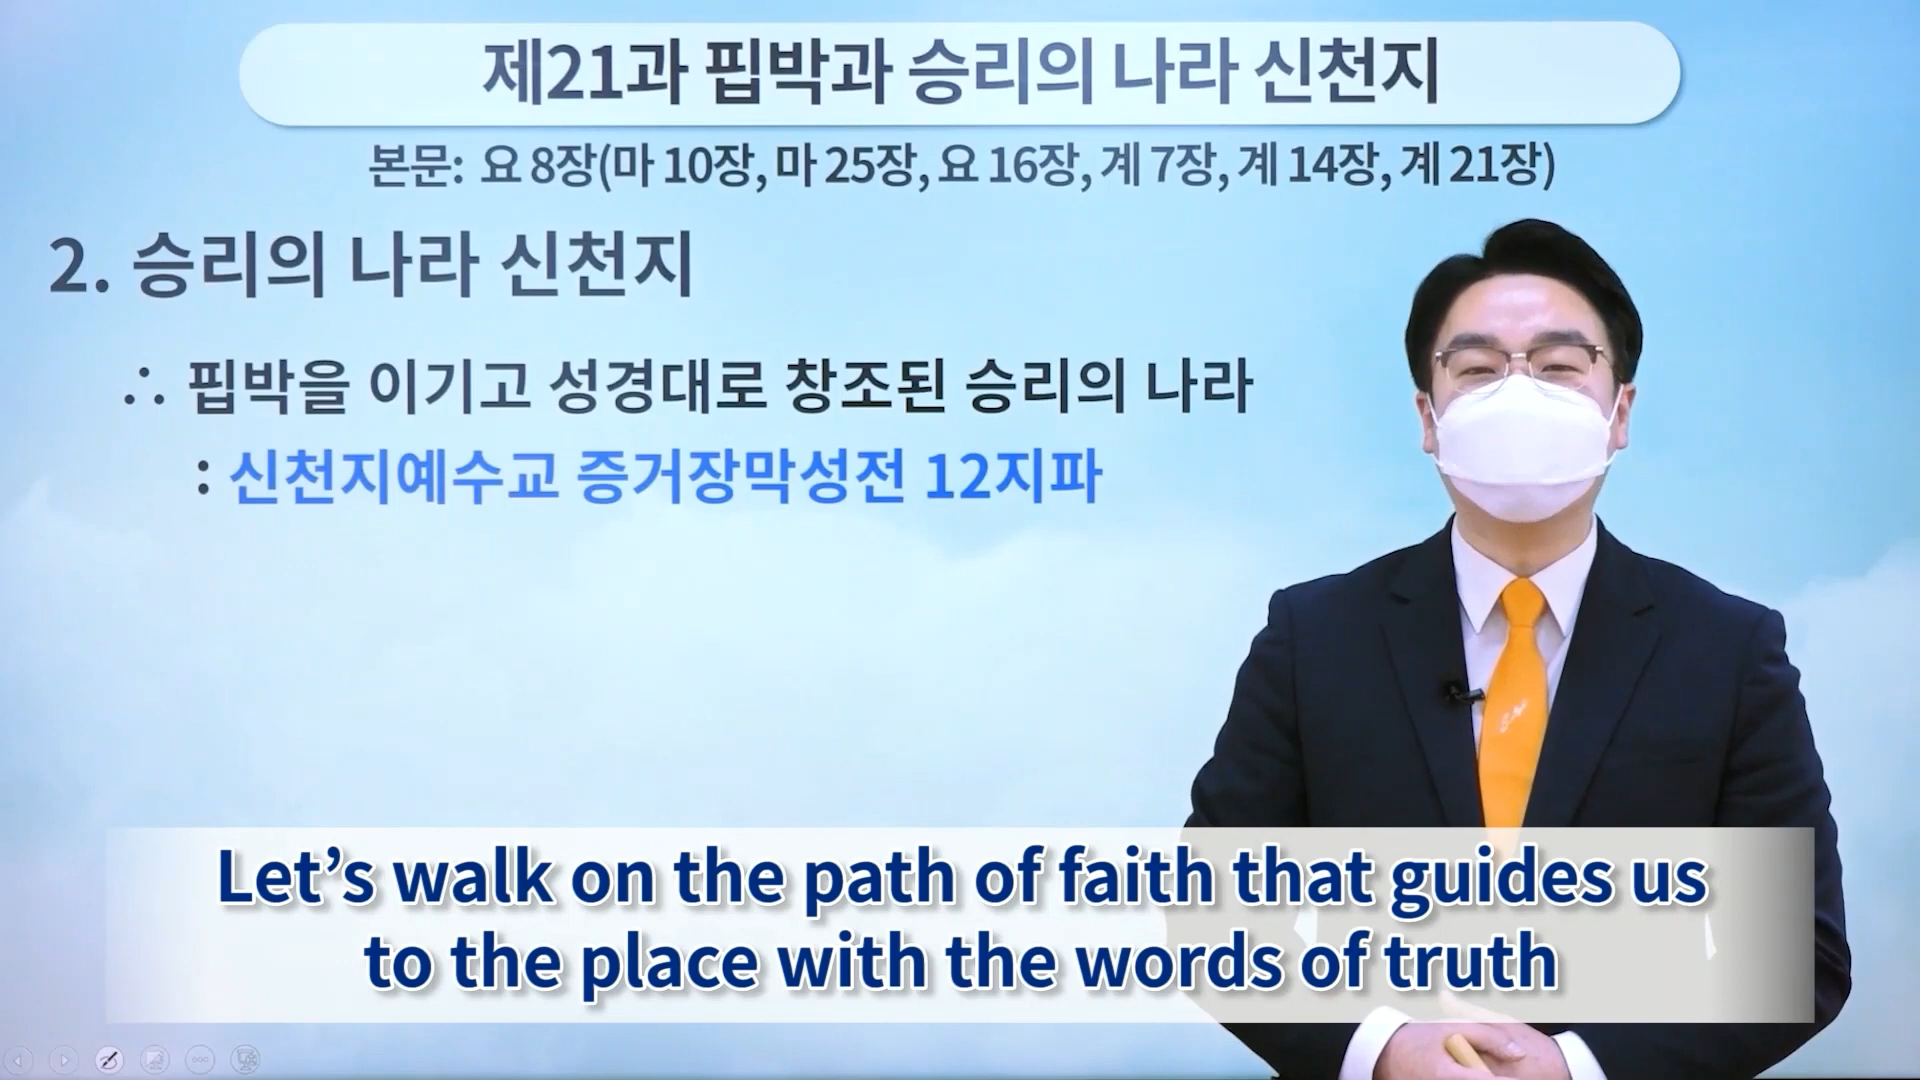 제21과 핍박과 승리의 나라 신천지
본문: 요 8장(마 10장, 마 25장, 요 16장, 계 7장, 계 14장, 계 21장)
2. 승리의 나라 신천지
∴ 핍박을 이기고 성경대로 창조된 승리의 나라
: 신천지예수교 증거장막성전 12지파
Let's walk on the path of faith that guides us
to the place with the words of truth